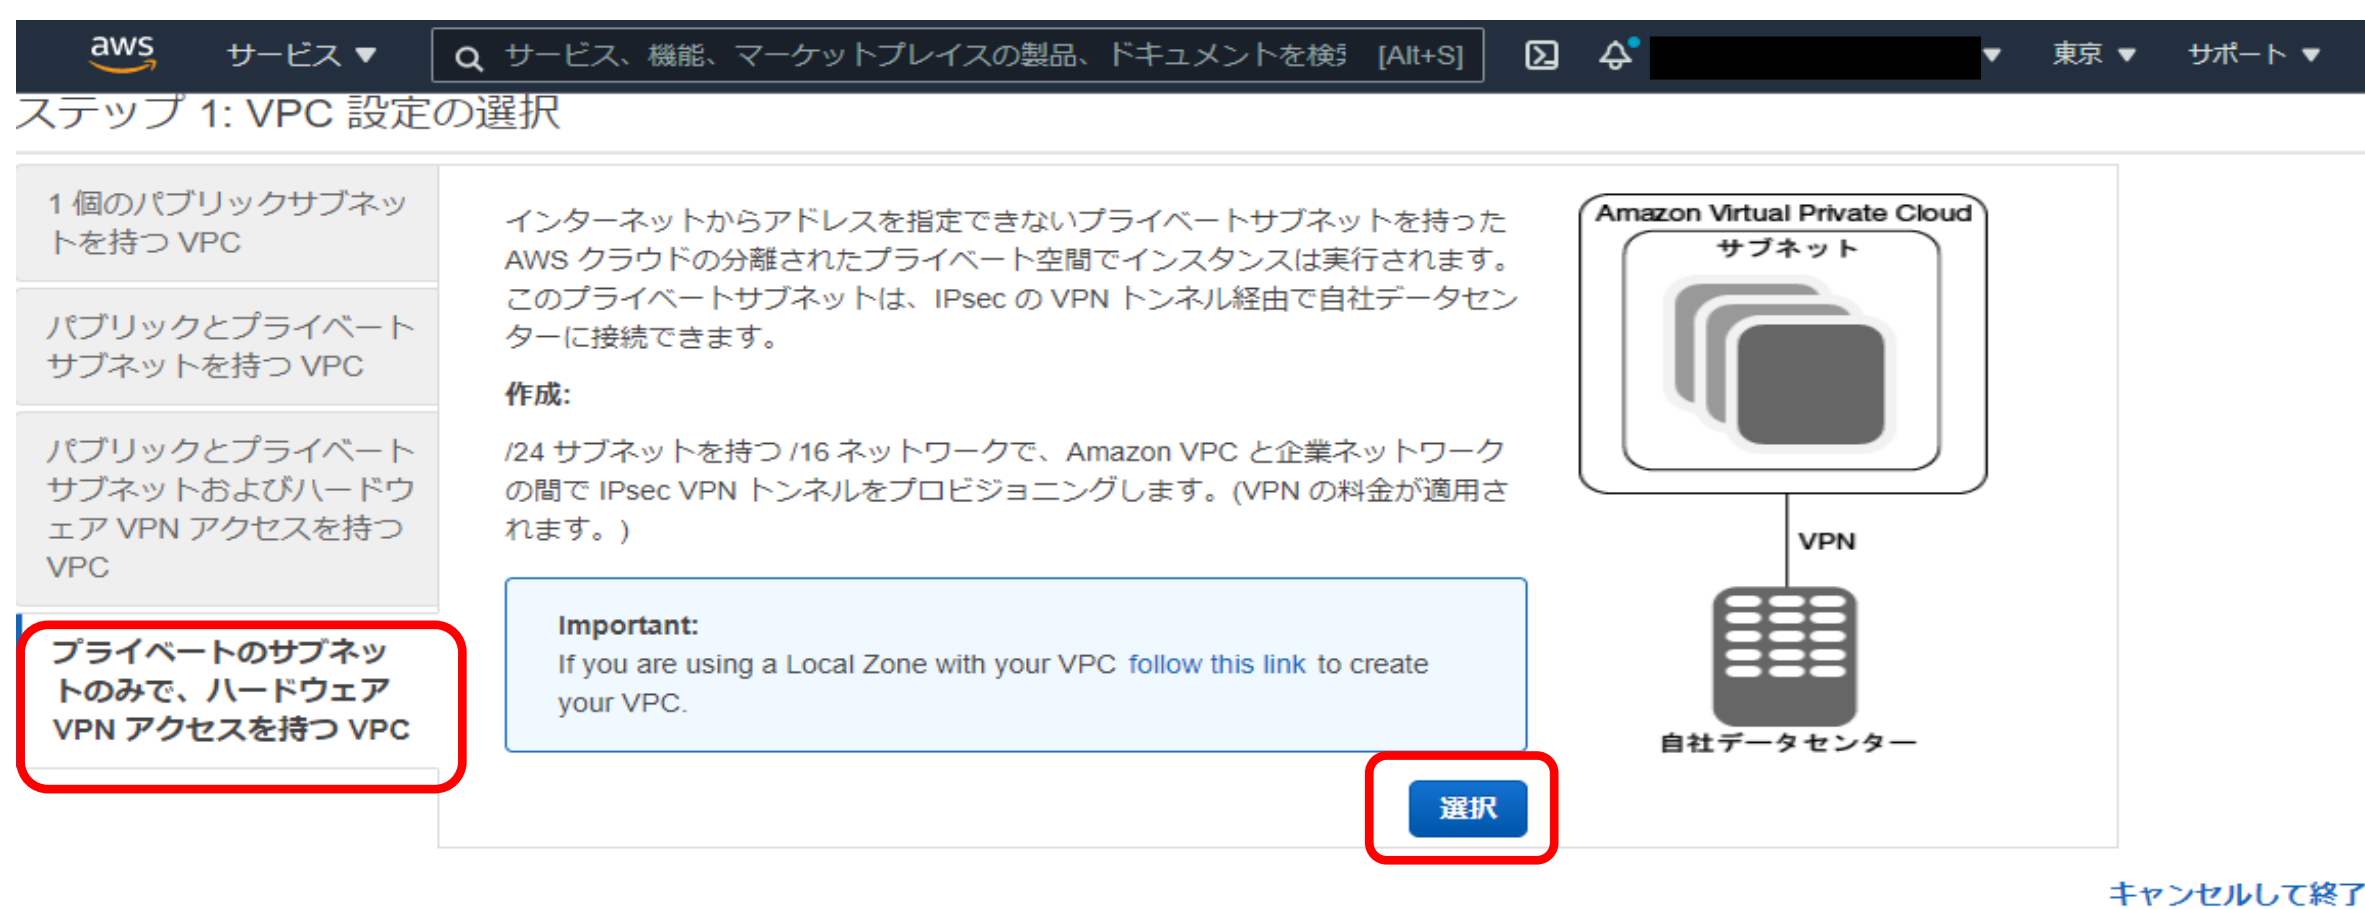 aws サービス ▼ サービス、機能、マーケットプレイスの製品、ドキュメントを検 [Alt+S] ▼ 東京 ▼ サポート ▼
ステップ 1: VPC 設定の選択
1 個のパブリックサブネッ
トを持つ VPC
パブリックとプライベート
サブネットを持つ VPC
パブリックとプライベート
サブネットおよびハードウ
ェア VPN アクセスを持つ
VPC
プライベートのサブネッ
トのみで、ハードウェア
VPN アクセスを持つ VPC
インターネットからアドレスを指定できないプライベートサブネットを持った
AWS クラウドの分離されたプライベート空間でインスタンスは実行されます。
このプライベートサブネットは、IPsec の VPN トンネル経由で自社データセン
ターに接続できます。
作成:
/24 サブネットを持つ /16 ネットワークで、Amazon VPC と企業ネットワーク
の間で IPsec VPN トンネルをプロビジョニングします。(VPN の料金が適用さ
れます。)
Important:
If you are using a Local Zone with your VPC follow this link to create
your VPC.
選択
Amazon Virtual Private Cloud
サブネット
VPN
自社データセンター
キャンセルして終了